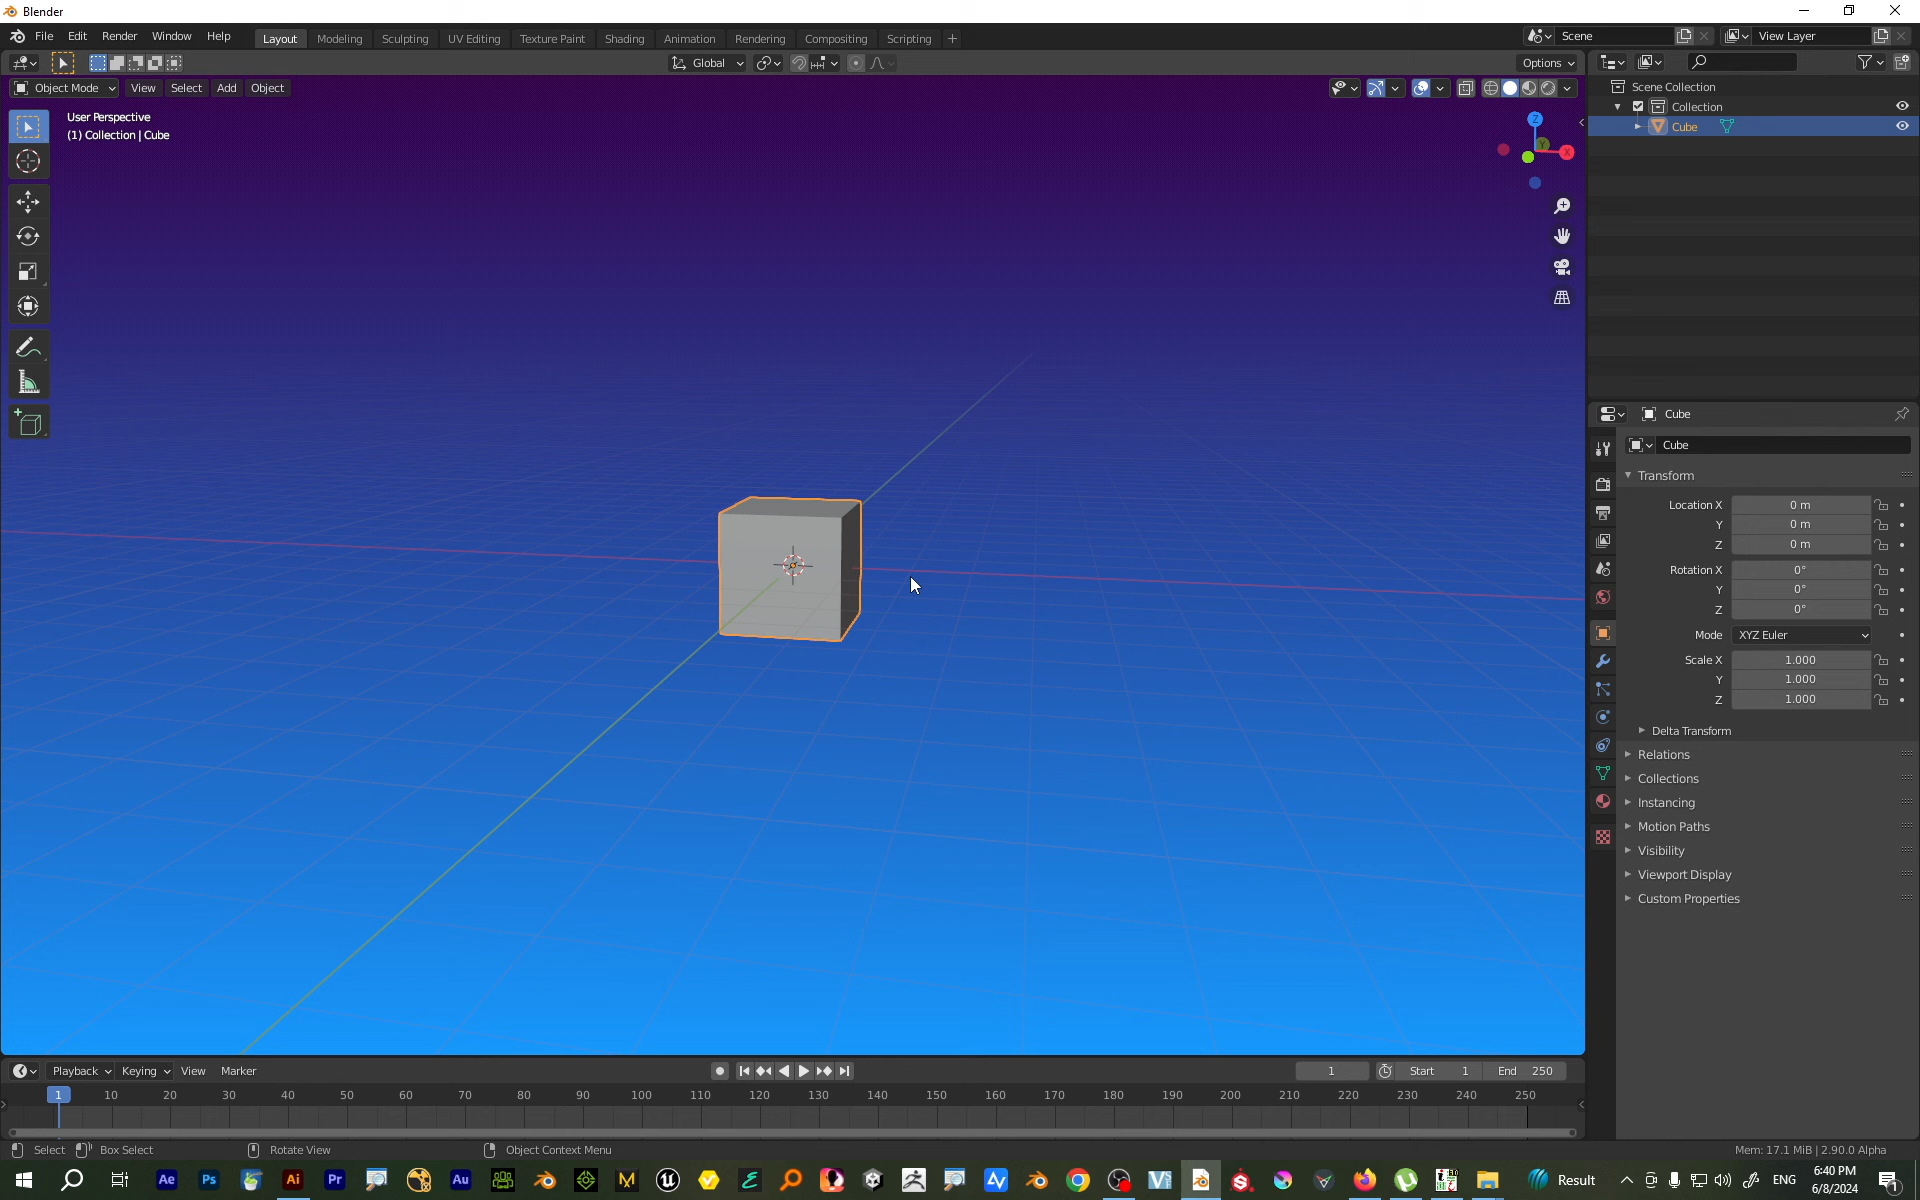 Blender
File Edit Render Window Help Layout Modeling Sculpting UV Editing Texture Paint Shading Animation Rendering Compositing Scripting + Scene View Layer
Global Options
Object Mode View Select Add Object
User Perspective
(1) Collection | Cube
Z
Y
X
Scene Collection
Collection
Cube
Cube
Cube
Transform
Location X 0 m
Y 0 m
Z 0 m
Rotation X 0°
Y 0°
Z 0°
Mode XYZ Euler
Scale X 1.000
Y 1.000
Z 1.000
Delta Transform
Relations
Collections
Instancing
Motion Paths
Visibility
Viewport Display
Custom Properties
Playback Keying View Marker 1 Start 1 End 250
1 10 20 30 40 50 60 70 80 90 100 110 120 130 140 150 160 170 180 190 200 210 220 230 240 250
Select Box Select Rotate View Object Context Menu Mem: 17.1 MiB | 2.90.0 Alpha
Ae Ps Ai Pr Au M Result ENG 6:40 PM
6/8/2024
1